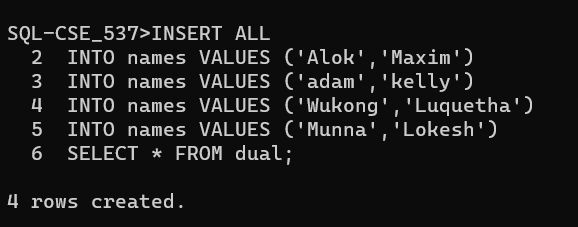 SQL-CSE_537>INSERT ALL
2 INTO names VALUES ('Alok','Maxim')
3 INTO names VALUES ('adam','kelly')
4 INTO names VALUES ('Wukong','Luquetha')
5 INTO names VALUES ('Munna','Lokesh')
6 SELECT * FROM dual;
4 rows created.